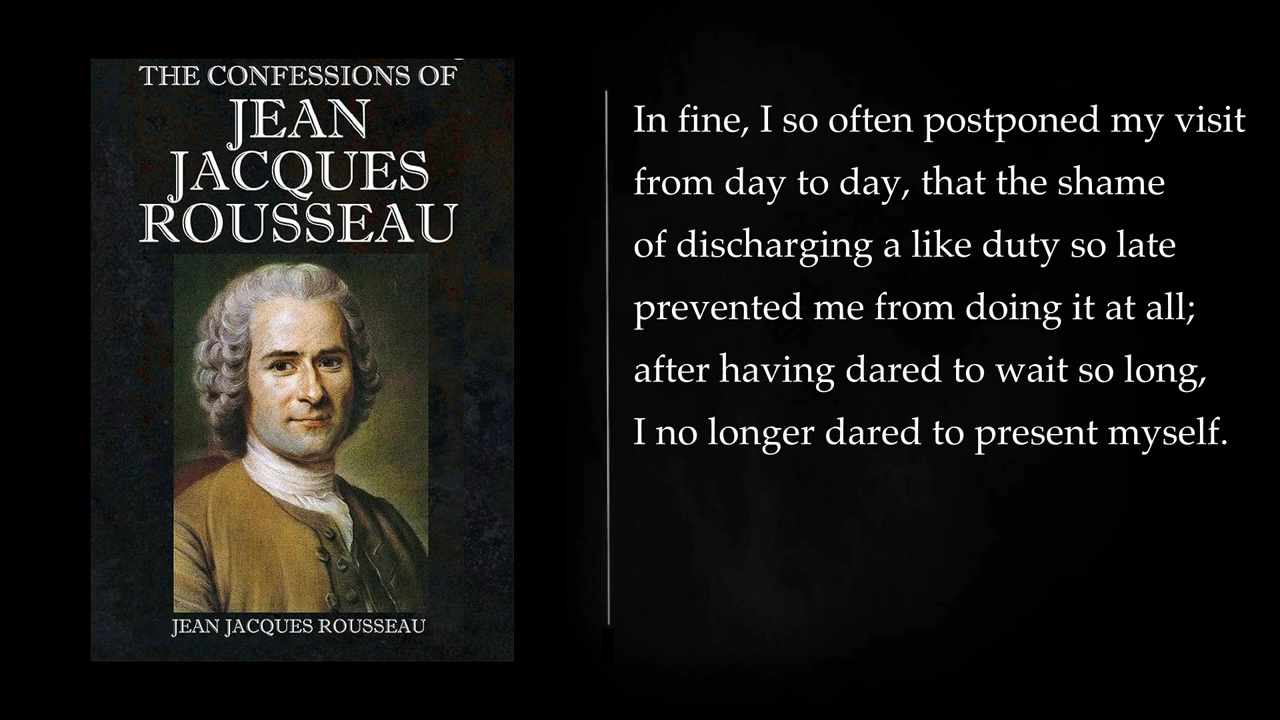 THE CONFESSIONS OF
JEAN
JACQUES
ROUSSEAU
JEAN JACQUES ROUSSEAU
In fine, I so often postponed my visit
from day to day, that the shame
of discharging a like duty so late
prevented me from doing it at all;
after having dared to wait so long,
I no longer dared to present myself.